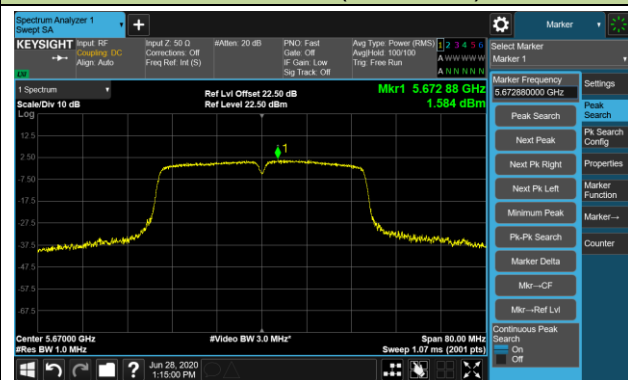 Spectrum Analyzer 1
Swept SA
Marker
KEYSIGHT
Input: RF
Coupling: DC
Align: Auto
Input Z: 50 Ω
Corrections: Off
Freq Ref: Int (S)
#Atten: 20 dB
PNO: Fast
Gate: Off
IF Gain: Low
Sig Track: Off
Avg Type: Power (RMS)
Avg|Hold: 100/100
Trig: Free Run
1 2 3 4 5 6
A W W W W W
A N N N N N
Select Marker
Marker 1
1 Spectrum
Scale/Div 10 dB
Log
Ref Lvl Offset 22.50 dB
Ref Level 22.50 dBm
Mkr1 5.672 88 GHz
1.584 dBm
12.5
2.50
-7.50
-17.5
-27.5
-37.5
-47.5
-57.5
-67.5
1
Center 5.67000 GHz
#Res BW 1.0 MHz
#Video BW 3.0 MHz*
Span 80.00 MHz
Sweep 1.07 ms (2001 pts)
Marker Frequency
5.672880000 GHz
Peak Search
Next Peak
Next Pk Right
Next Pk Left
Minimum Peak
Pk-Pk Search
Marker Delta
Mkr→CF
Mkr→Ref Lvl
Continuous Peak
Search
On
Off
Settings
Peak
Search
Pk Search
Config
Properties
Marker
Function
Marker→
Counter
?
Jun 28, 2020
1:15:00 PM